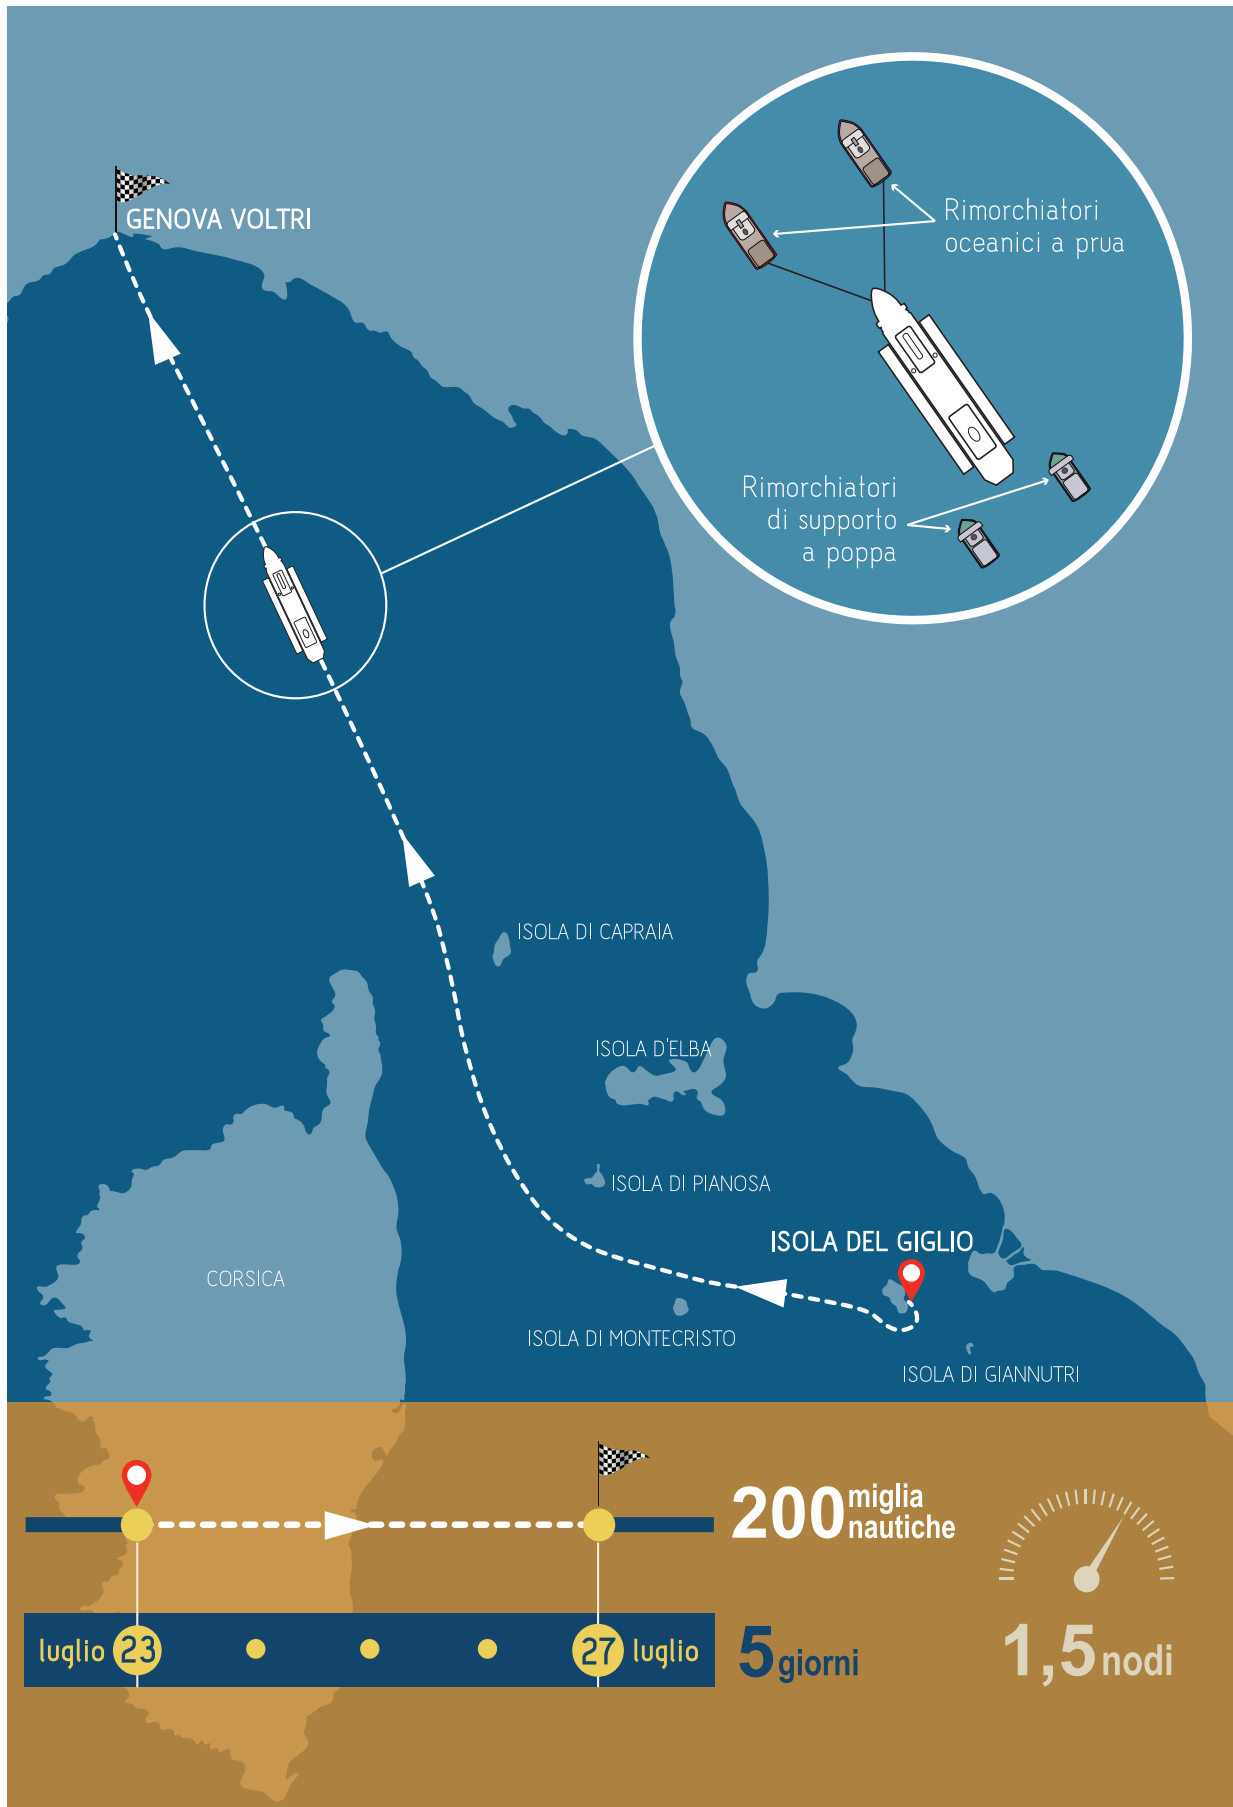 GENOVA VOLTRI
Rimorchiatori
oceanici a prua
Rimorchiatori
di supporto
a poppa
ISOLA DI CAPRAIA
ISOLA D'ELBA
ISOLA DI PIANOSA
ISOLA DEL GIGLIO
CORSICA
ISOLA DI MONTECRISTO
ISOLA DI GIANNUTRI
200 miglia
nautiche
luglio 23
27 luglio
5 giorni
1,5 nodi